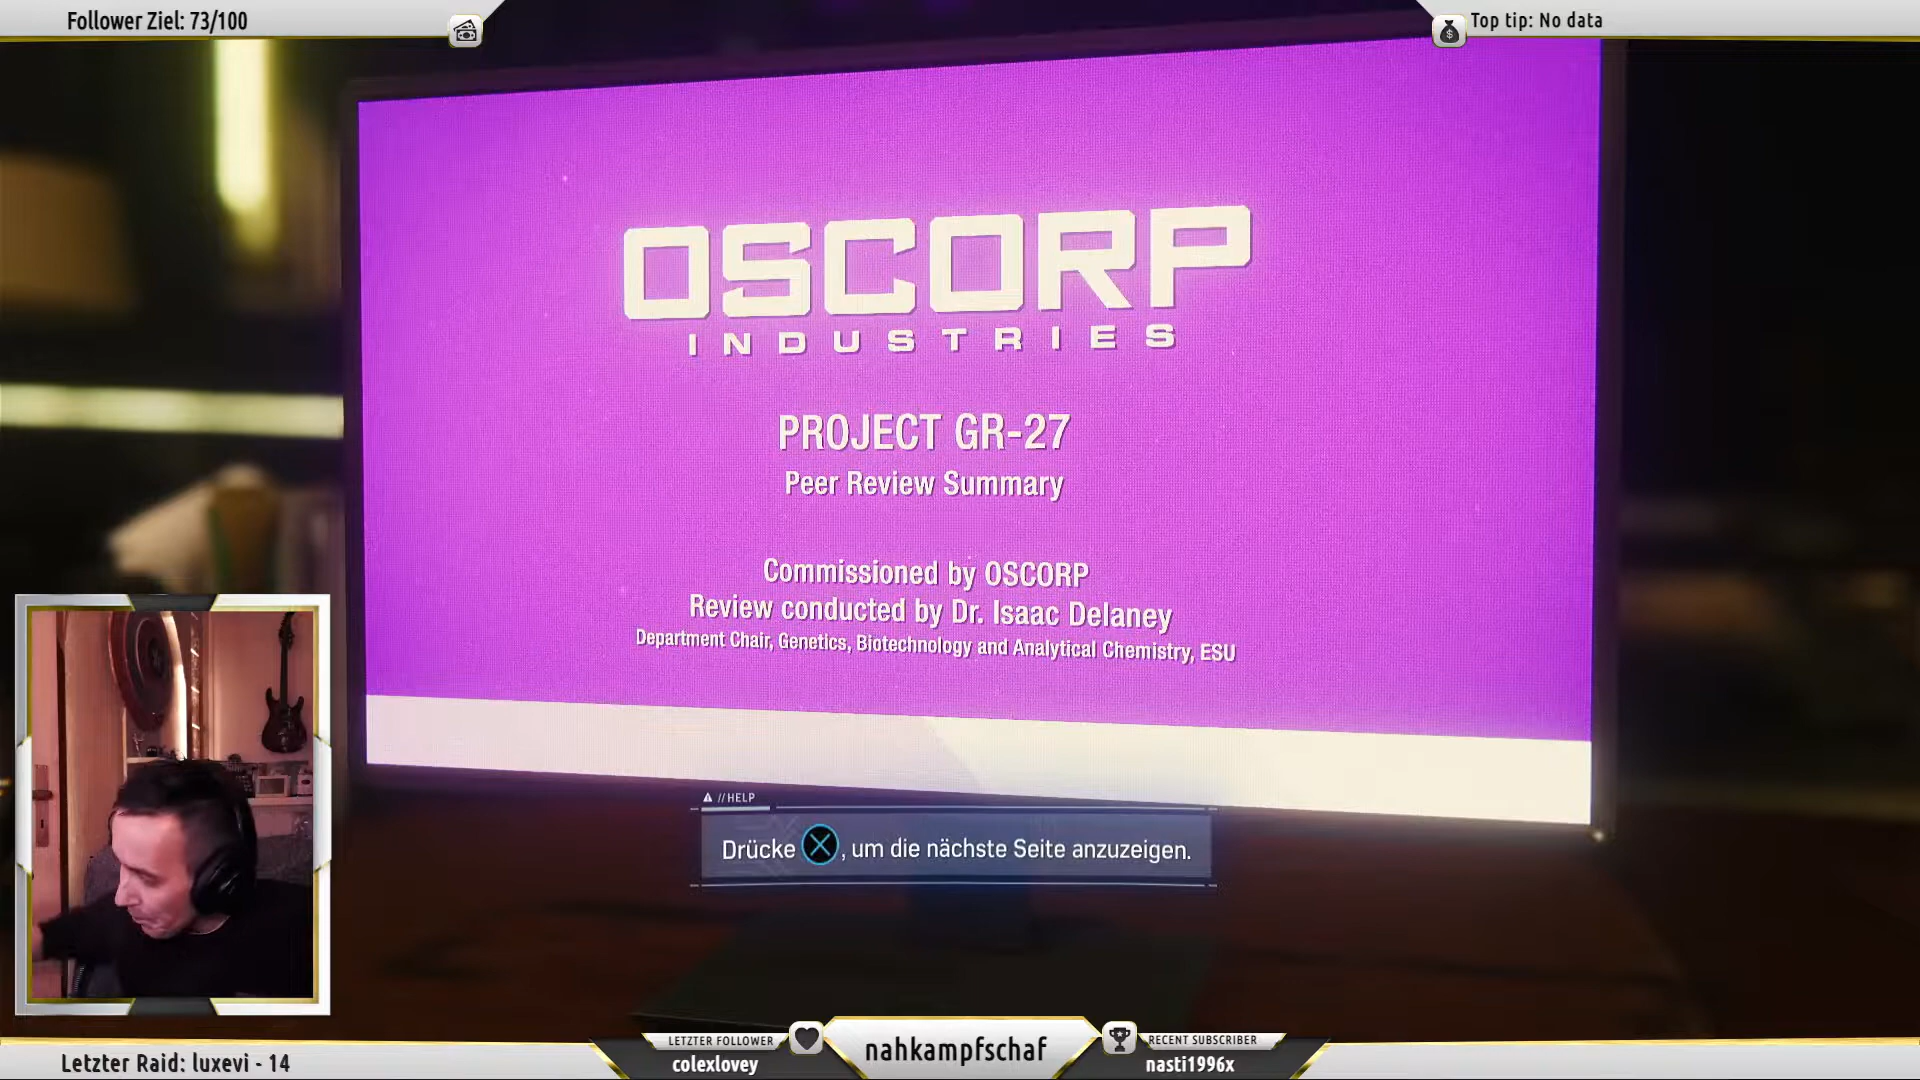 Follower Ziel: 73/100
Top tip: No data
OSCORP
INDUSTRIES
PROJECT GR-27
Peer Review Summary
Commissioned by OSCORP
Review conducted by Dr. Isaac Delaney
Department Chair, Genetics, Biotechnology and Analytical Chemistry, ESU
//HELP
Drücke , um die nächste Seite anzuzeigen.
LETZTER FOLLOWER
colexlovey
nahkampfschaf
RECENT SUBSCRIBER
nasti1996x
Letzter Raid: luxevi - 14